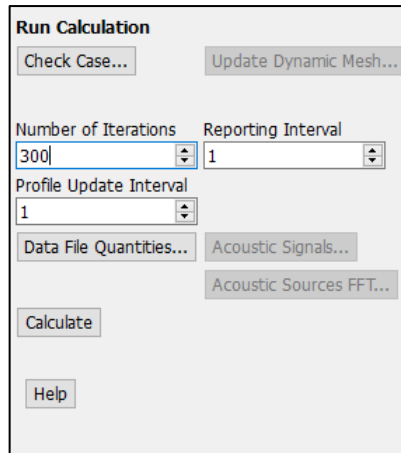 Run Calculation
Check Case... Update Dynamic Mesh...
Number of Iterations Reporting Interval
300 1
Profile Update Interval
1
Data File Quantities... Acoustic Signals...
Acoustic Sources FFT...
Calculate
Help